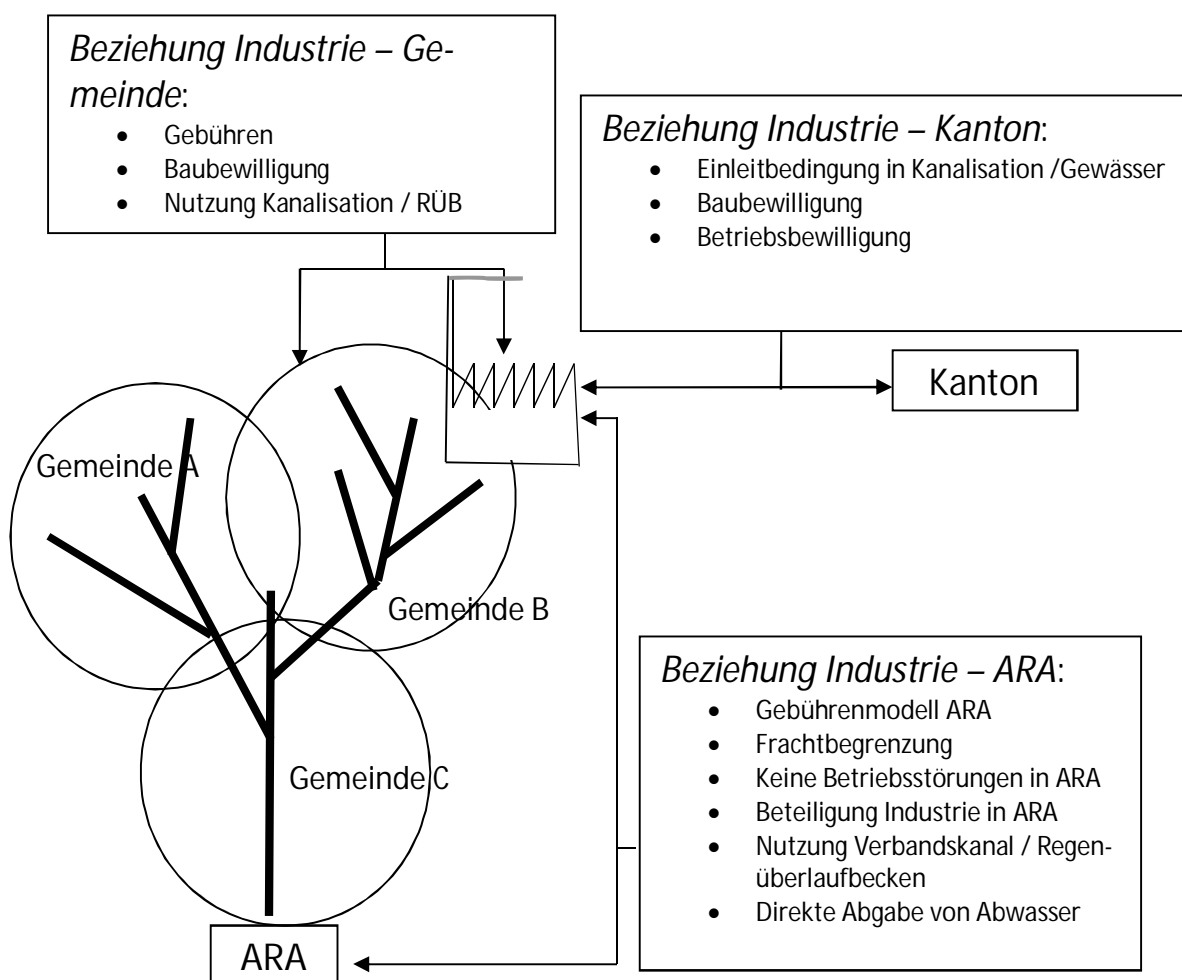 Beziehung Industrie – Ge-
meinde:
• Gebühren
• Baubewilligung
• Nutzung Kanalisation / RÜB
Beziehung Industrie – Kanton:
• Einleitbedingung in Kanalisation /Gewässer
• Baubewilligung
• Betriebsbewilligung
Kanton
Gemeinde A
Gemeinde B
Gemeinde C
Beziehung Industrie – ARA:
• Gebührenmodell ARA
• Frachtbegrenzung
• Keine Betriebsstörungen in ARA
• Beteiligung Industrie in ARA
• Nutzung Verbandskanal / Regen-
überlaufbecken
• Direkte Abgabe von Abwasser
ARA